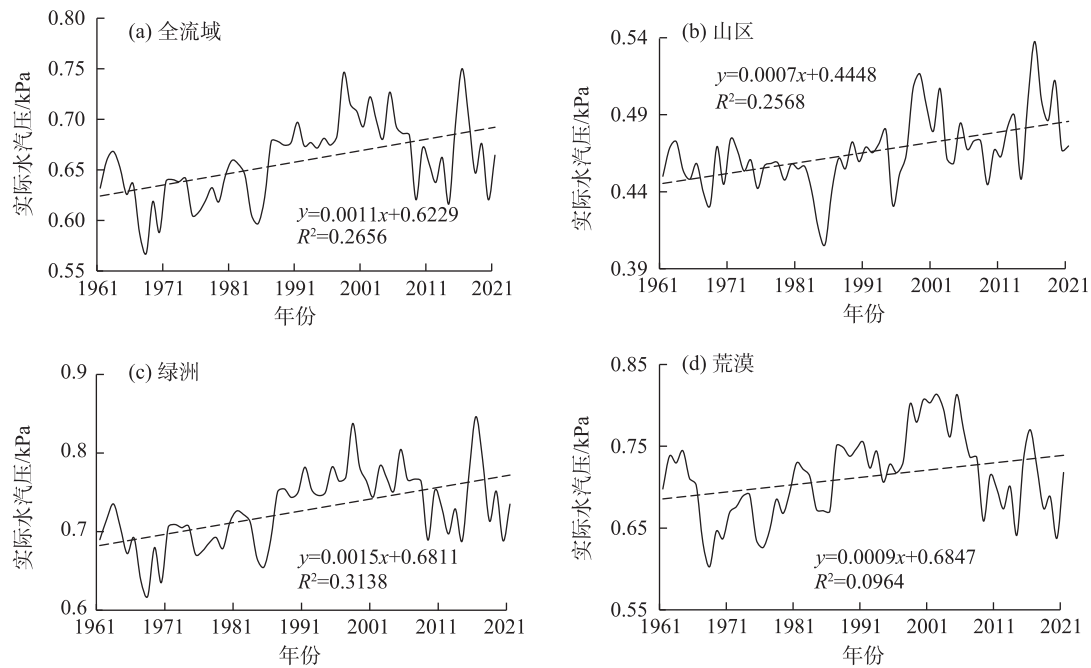 (a) 全流域
实际水汽压/kPa
0.80
0.75
0.70
0.65
0.60
0.55
y=0.0011x+0.6229
R²=0.2656
1961 1971 1981 1991 2001 2011 2021
年份
(b) 山区
实际水汽压/kPa
0.54
0.49
0.44
0.39
y=0.0007x+0.4448
R²=0.2568
1961 1971 1981 1991 2001 2011 2021
年份
(c) 绿洲
实际水汽压/kPa
0.9
0.8
0.7
0.6
y=0.0015x+0.6811
R²=0.3138
1961 1971 1981 1991 2001 2011 2021
年份
(d) 荒漠
实际水汽压/kPa
0.85
0.75
0.65
0.55
y=0.0009x+0.6847
R²=0.0964
1961 1971 1981 1991 2001 2011 2021
年份